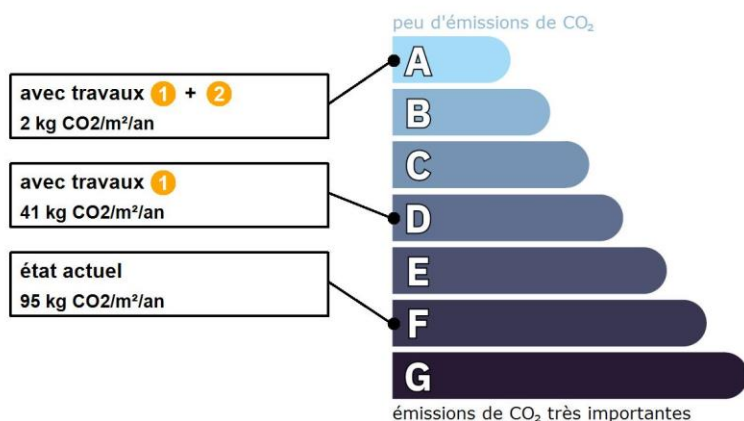 peu d'émissions de CO₂
avec travaux 1 + 2
2 kg CO2/m²/an
avec travaux 1
41 kg CO2/m²/an
état actuel
95 kg CO2/m²/an
A
B
C
D
E
F
G
émissions de CO₂ très importantes